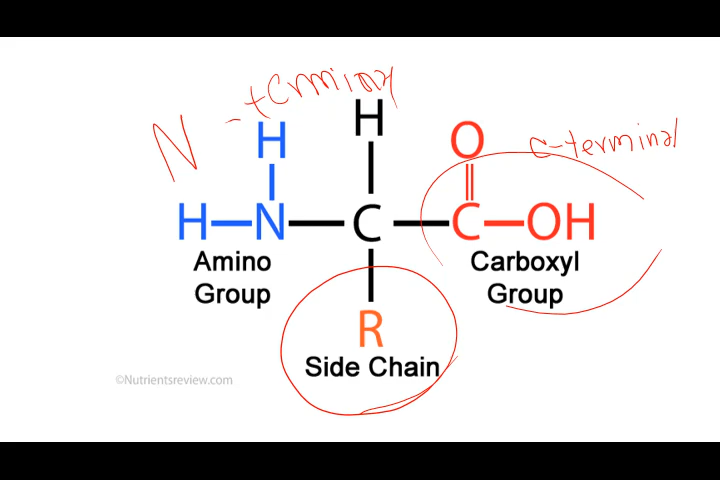 N-terminal
C-terminal
H
H
O
H
N
C
C
OH
Amino
Group
Carboxyl
Group
R
Side Chain
©Nutrientsreview.com